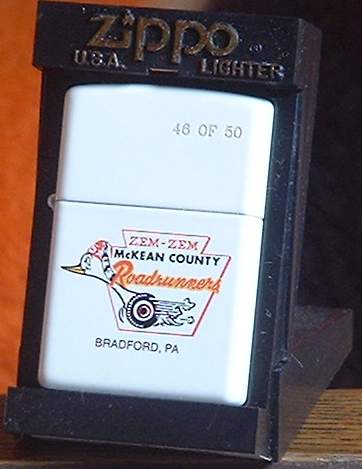 Zippo
U.S.A. LIGHTER
46 OF 50
ZEM-ZEM
McKEAN COUNTY
Roadrunners
BRADFORD, PA